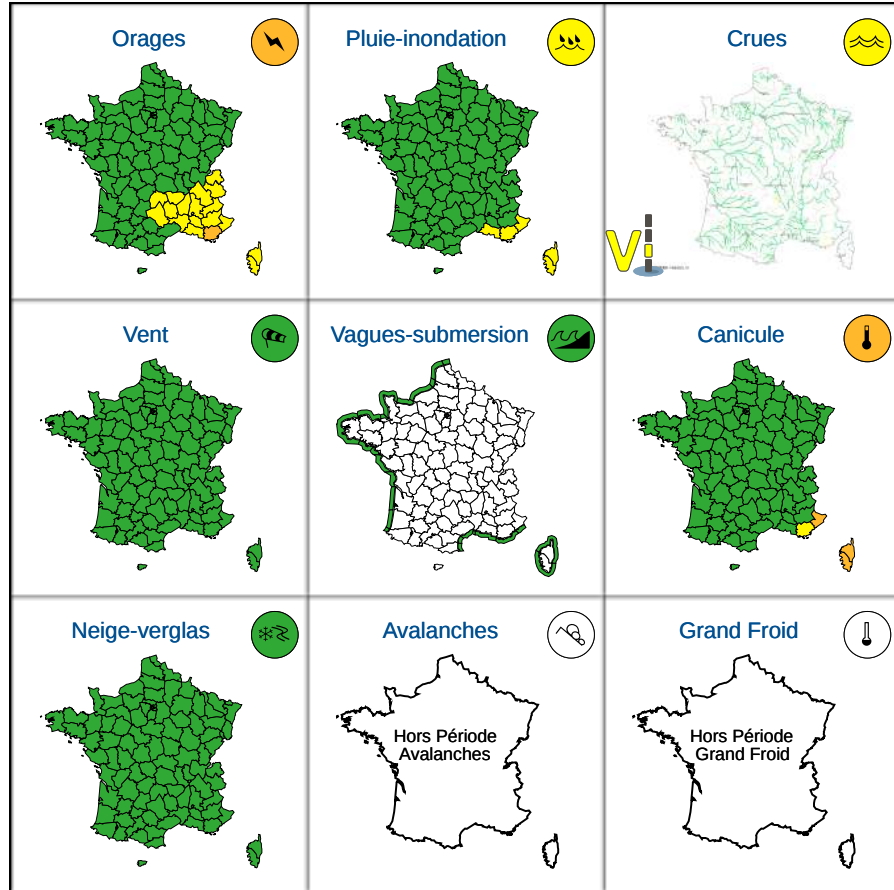 Orages
Pluie-inondation
Crues
Vi
Vent
Vagues-submersion
Canicule
Neige-verglas
Avalanches
Grand Froid
Hors Période
Avalanches
Hors Période
Grand Froid